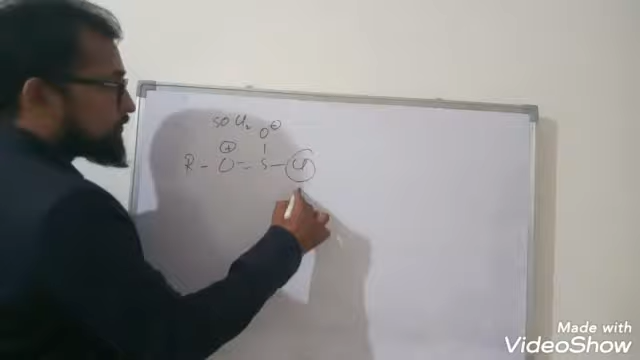 SOCl₂
O⊖
|
⊕
R - O = S - Cl
Made with
VideoShow